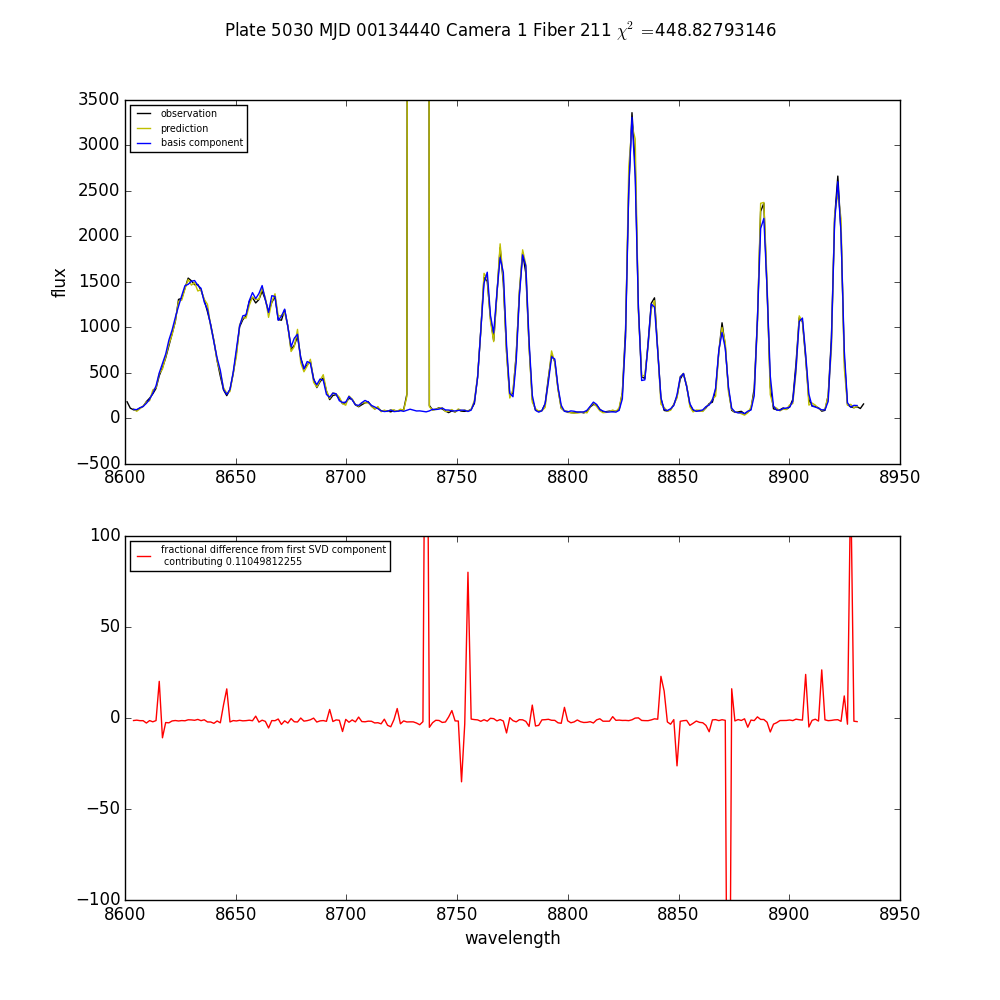 Plate 5030 MJD 00134440 Camera 1 Fiber 211 χ² =448.82793146
3500
3000
2500
2000
1500
1000
500
0
−500
flux
observation
prediction
basis component
8600 8650 8700 8750 8800 8850 8900 8950
100
50
0
−50
−100
fractional difference from first SVD component
contributing 0.11049812255
8600 8650 8700 8750 8800 8850 8900 8950
wavelength